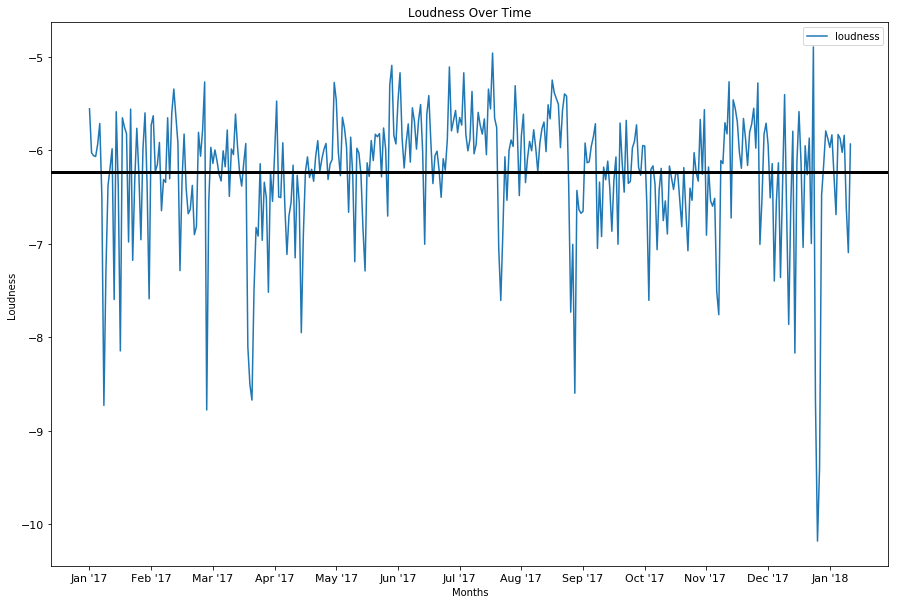 Loudness Over Time
loudness
−5
−6
−7
−8
−9
−10
Loudness
Jan '17 Feb '17 Mar '17 Apr '17 May '17 Jun '17 Jul '17 Aug '17 Sep '17 Oct '17 Nov '17 Dec '17 Jan '18
Months